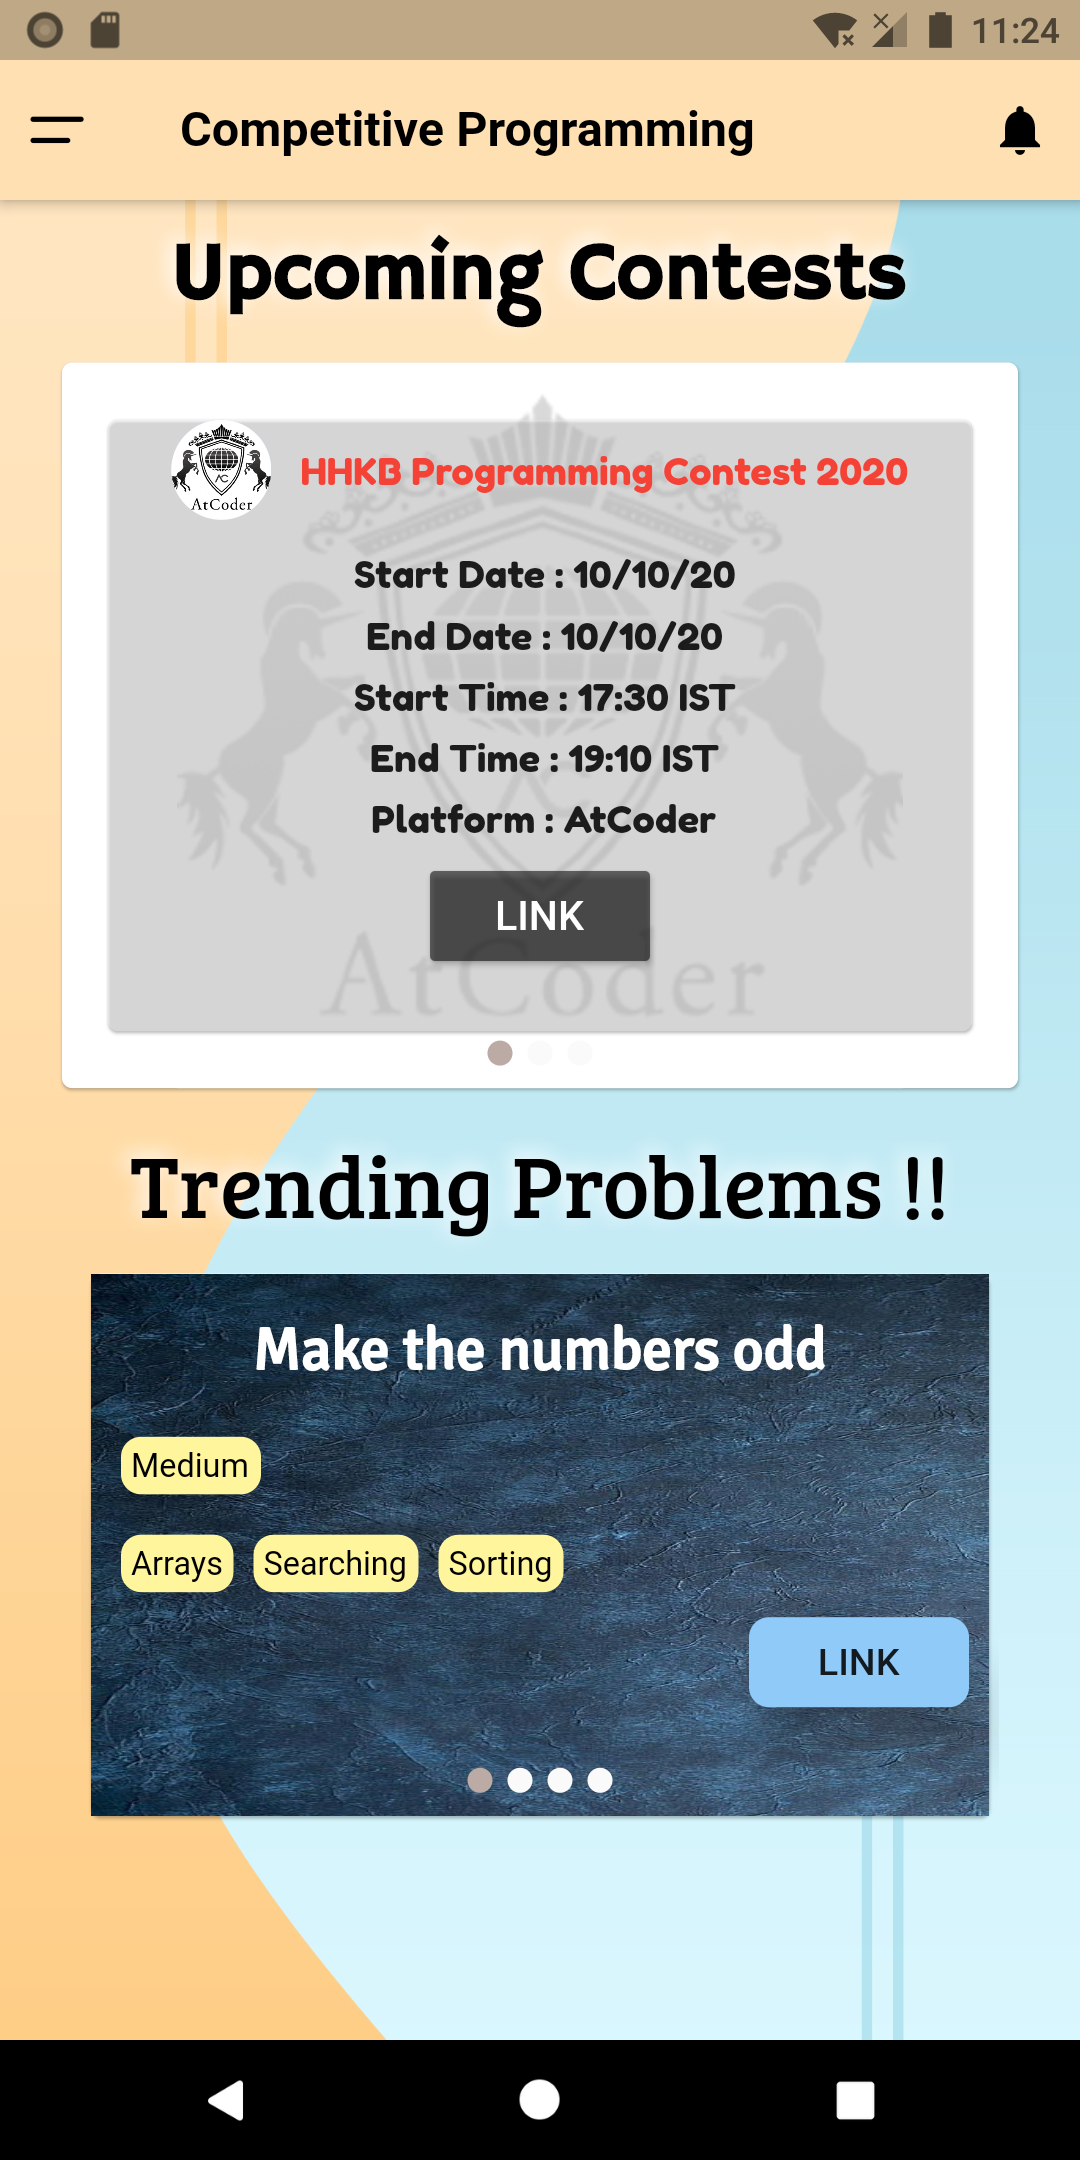 11:24
Competitive Programming
Upcoming Contests
AtCoder
HHKB Programming Contest 2020
Start Date : 10/10/20
End Date : 10/10/20
Start Time : 17:30 IST
End Time : 19:10 IST
Platform : AtCoder
LINK
AtCoder
Trending Problems !!
Make the numbers odd
Medium
Arrays Searching Sorting
LINK